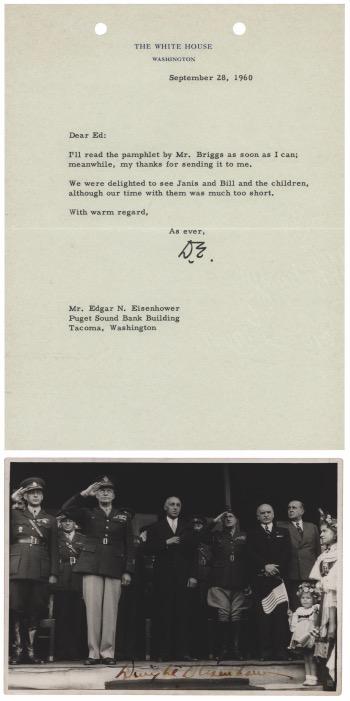 THE WHITE HOUSE
WASHINGTON
September 28, 1960
Dear Ed:
I'll read the pamphlet by Mr. Briggs as soon as I can;
meanwhile, my thanks for sending it to me.
We were delighted to see Janis and Bill and the children,
although our time with them was much too short.
With warm regard,
As ever,
D.E.
Mr. Edgar N. Eisenhower
Puget Sound Bank Building
Tacoma, Washington
Dwight Eisenhower